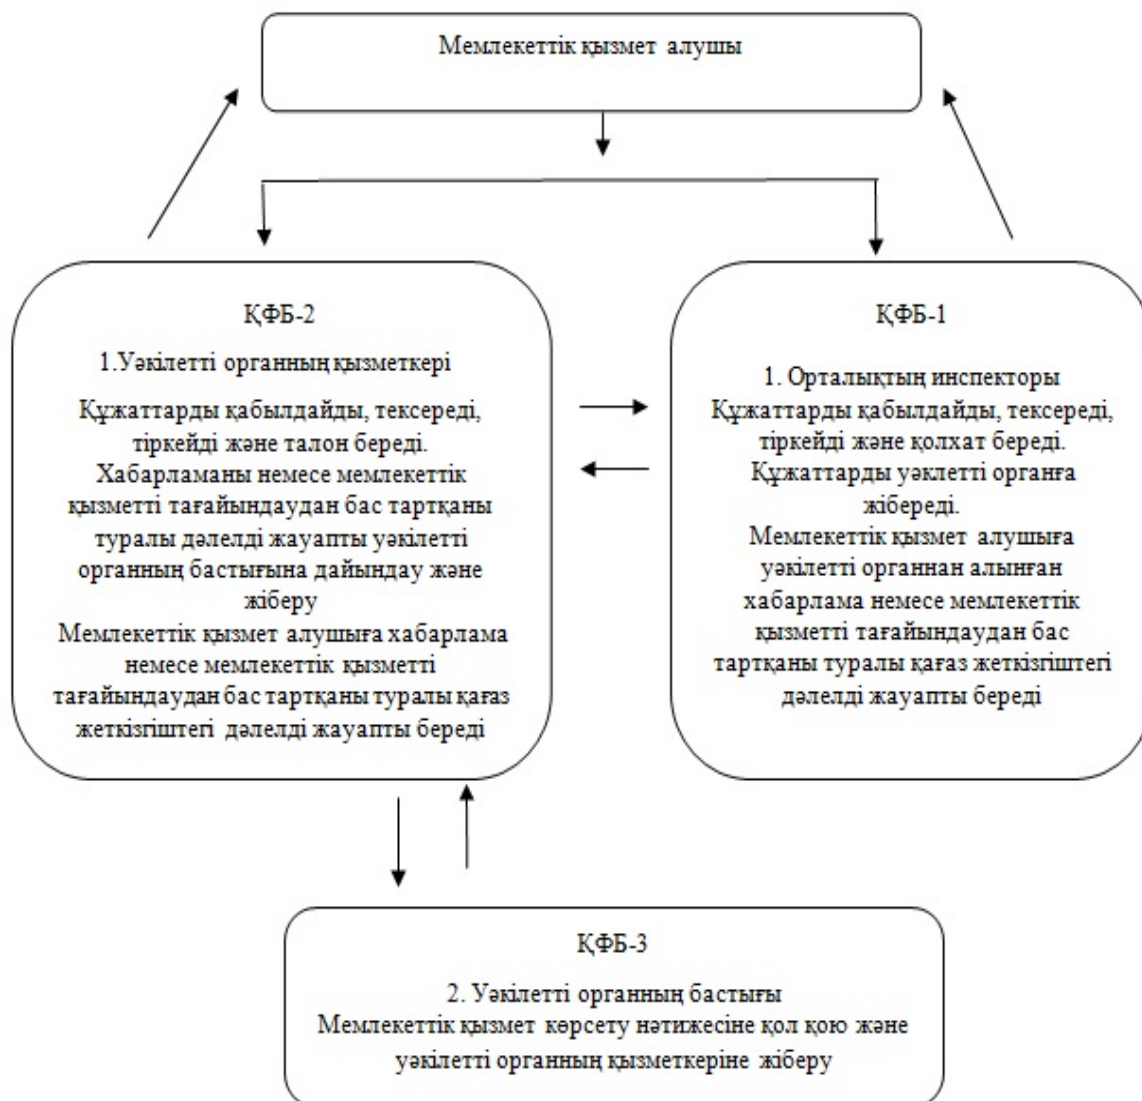 Мемлекеттік қызмет алушы
ҚФБ-2
1.Уәкілетті органның қызметкері
Құжаттарды қабылдайды, тексереді,
тіркейді және талон береді.
Хабарламаны немесе мемлекеттік
қызметті тағайындаудан бас тартқаны
туралы дәлелді жауапты уәкілетті
органның бастығына дайындау және
жіберу
Мемлекеттік қызмет алушыға хабарлама
немесе мемлекеттік қызметті
тағайындаудан бас тартқаны туралы қағаз
жеткізгіштегі дәлелді жауапты береді
ҚФБ-1
1. Орталықтың инспекторы
Құжаттарды қабылдайды, тексереді,
тіркейді және қолхат береді.
Құжаттарды уәклетті органға
жібереді.
Мемлекеттік қызмет алушыға
уәкілетті органнан алынған
хабарлама немесе мемлекеттік
қызметті тағайындаудан бас
тартқаны туралы қағаз жеткізгіштегі
дәлелді жауапты береді
ҚФБ-3
2. Уәкілетті органның бастығы
Мемлекеттік қызмет көрсету нәтижесіне қол қою және
уәкілетті органның қызметкеріне жіберу